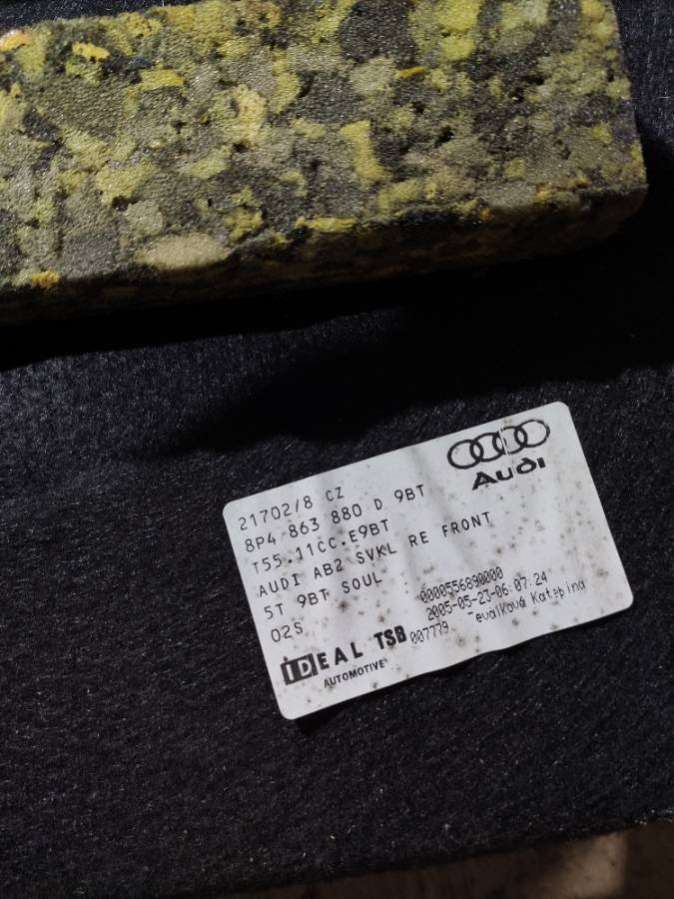 Audi
21702/8 CZ
8P4 863 880 D 9BT
T55.11CC.E9BT
AUDI AB2 SVKL RE FRONT
5T 9BT SOUL
02S
0000556890000
2005-05-23-06:07:24
007779
IDEAL TSB
AUTOMOTIVE